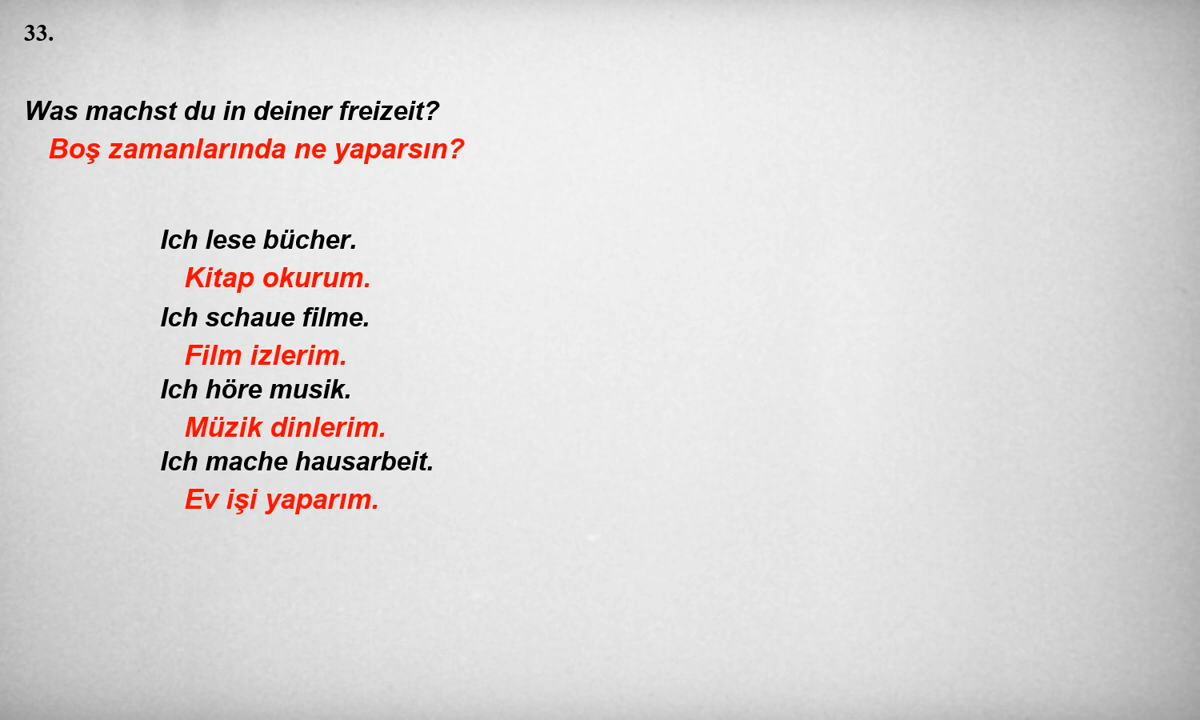 33.
Was machst du in deiner freizeit?
Boş zamanlarında ne yaparsın?
Ich lese bücher.
Kitap okurum.
Ich schaue filme.
Film izlerim.
Ich höre musik.
Müzik dinlerim.
Ich mache hausarbeit.
Ev işi yaparım.